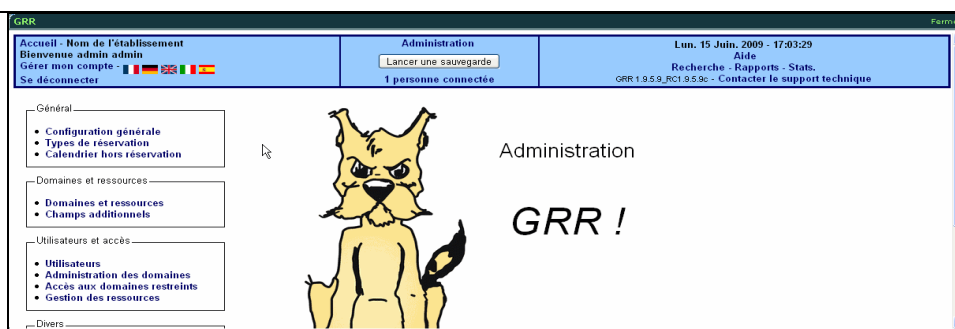 GRR
Ferme
Accueil - Nom de l'établissement
Bienvenue admin admin
Gérer mon compte -
Se déconnecter
Administration
Lancer une sauvegarde
1 personne connectée
Lun. 15 Juin. 2009 - 17:03:29
Aide
Recherche - Rapports - Stats.
GRR 1.9.5.9_RC1.9.5.9c - Contacter le support technique
Général
Configuration générale
Types de réservation
Calendrier hors réservation
Domaines et ressources
Domaines et ressources
Champs additionnels
Utilisateurs et accès
Utilisateurs
Administration des domaines
Accès aux domaines restreints
Gestion des ressources
Divers
Administration
GRR !